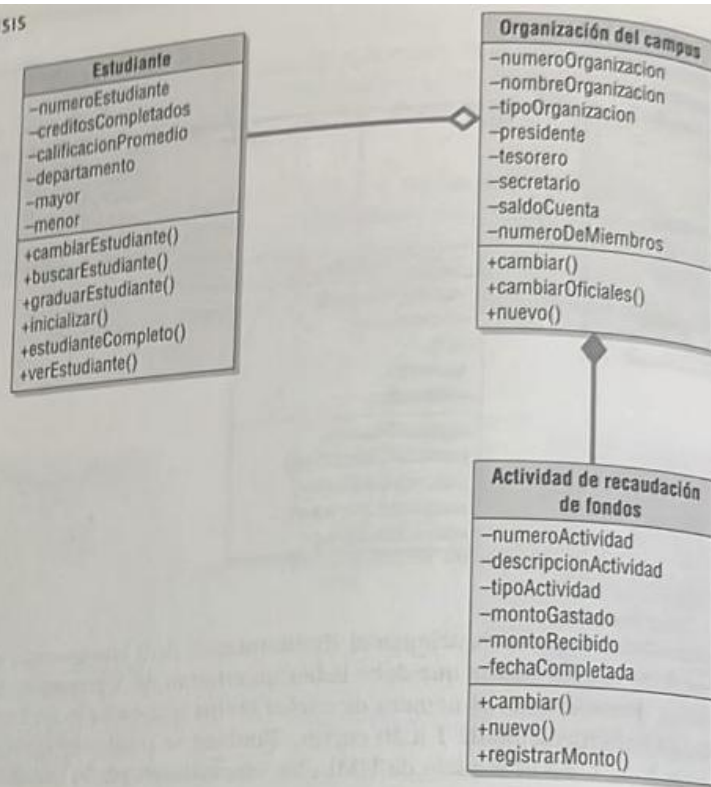 SIS
Estudiante
–numeroEstudiante
–creditosCompletados
–calificacionPromedio
–departamento
–mayor
–menor
+cambiarEstudiante()
+buscarEstudiante()
+graduarEstudiante()
+inicializar()
+estudianteCompleto()
+verEstudiante()
Organización del campus
–numeroOrganizacion
–nombreOrganizacion
–tipoOrganizacion
–presidente
–tesorero
–secretario
–saldoCuenta
–numeroDeMiembros
+cambiar()
+cambiarOficiales()
+nuevo()
Actividad de recaudación
de fondos
–numeroActividad
–descripcionActividad
–tipoActividad
–montoGastado
–montoRecibido
–fechaCompletada
+cambiar()
+nuevo()
+registrarMonto()